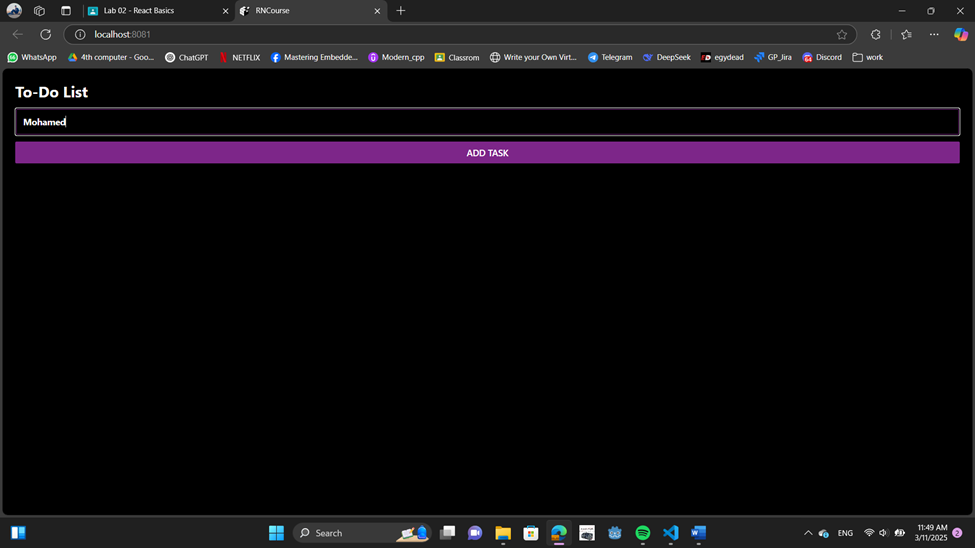 Lab 02 - React Basics
RNCourse
localhost:8081
WhatsApp
4th computer - Goo...
ChatGPT
NETFLIX
Mastering Embedde...
Modern_cpp
Classrom
Write your Own Virt...
Telegram
DeepSeek
egydead
GP_Jira
Discord
work
To-Do List
Mohamed
ADD TASK
Search
ENG
11:49 AM
3/11/2025
2